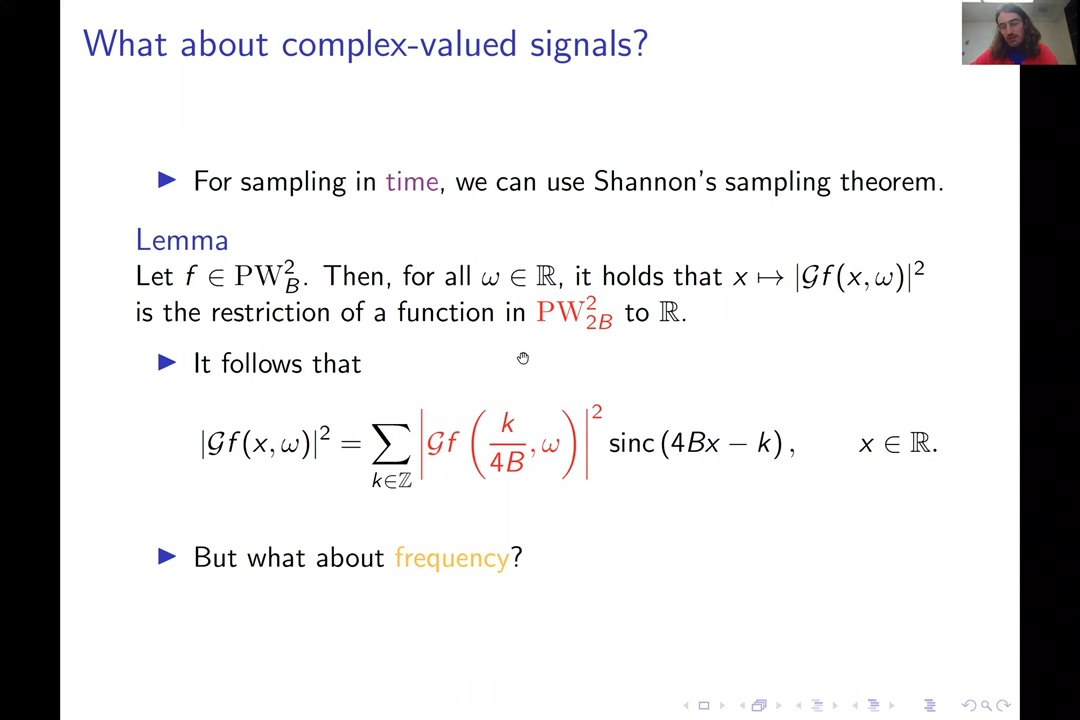 What about complex-valued signals?
▶ For sampling in time, we can use Shannon's sampling theorem.
Lemma
Let f ∈ PW²_B. Then, for all ω ∈ ℝ, it holds that x ↦ |𝒢f(x, ω)|²
is the restriction of a function in PW²_{2B} to ℝ.
▶ It follows that
|𝒢f(x, ω)|² = ∑_{k∈ℤ} |𝒢f(k/4B, ω)|² sinc(4Bx − k), x ∈ ℝ.
▶ But what about frequency?